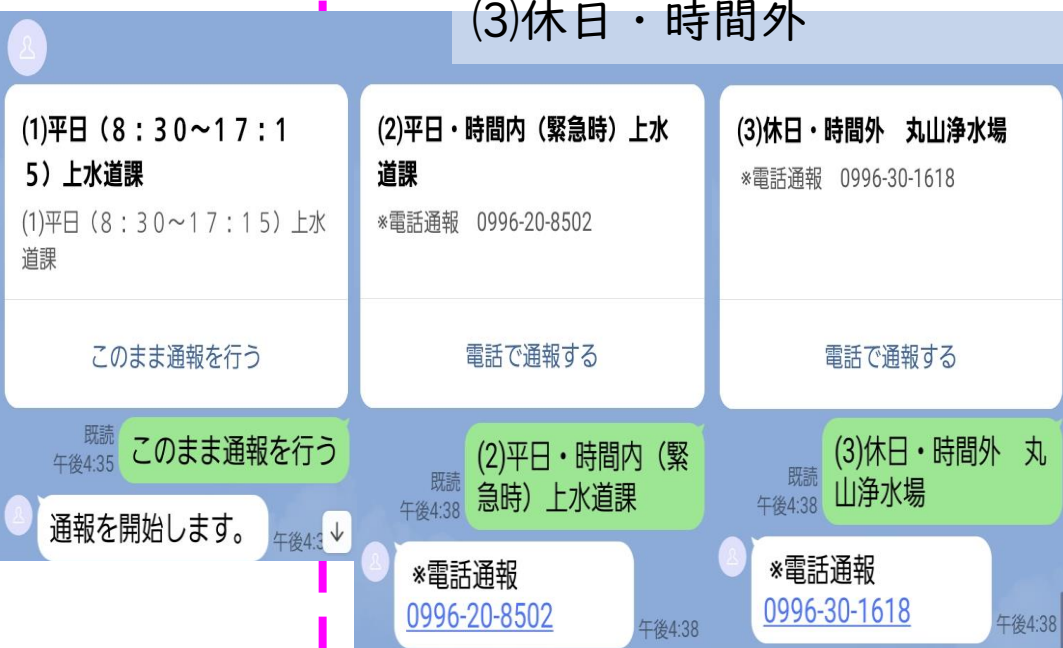 (3)休日・時間外
(1)平日（8：30～17：1
5）上水道課
(1)平日（8：30～17：15）上水
道課
このまま通報を行う
既読
午後4:35
このまま通報を行う
通報を開始します。
午後4:3
(2)平日・時間内（緊急時）上水
道課
※電話通報　0996-20-8502
電話で通報する
既読
午後4:38
(2)平日・時間内（緊
急時）上水道課
※電話通報
0996-20-8502
午後4:38
(3)休日・時間外　丸山浄水場
※電話通報　0996-30-1618
電話で通報する
既読
午後4:38
(3)休日・時間外　丸
山浄水場
※電話通報
0996-30-1618
午後4:38